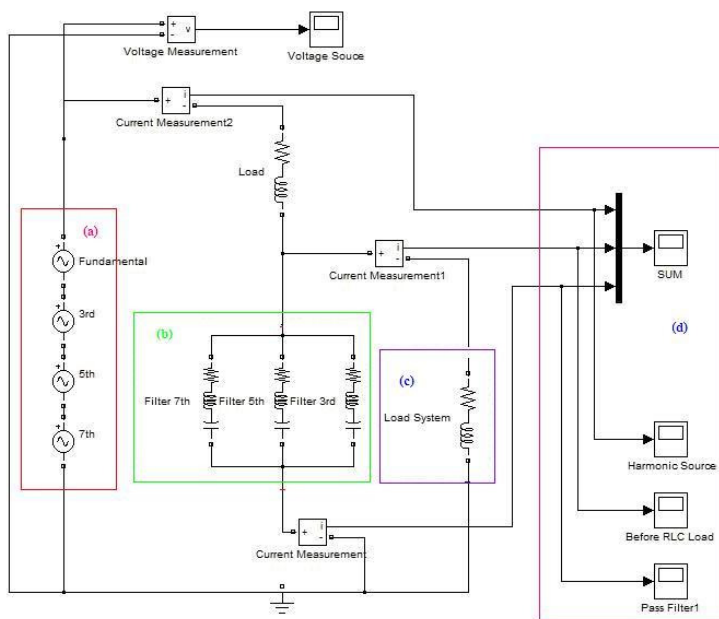 +
-
v
Voltage Measurement
Voltage Souce
+
i
-
Current Measurement2
Load
(a)
+
Fundamental
+
3rd
+
5th
+
7th
+
i
-
Current Measurement1
SUM
(d)
(b)
Filter 7th
Filter 5th
Filter 3rd
(c)
Load System
Harmonic Source
+
i
-
Current Measurement
Before RLC Load
Pass Filter1